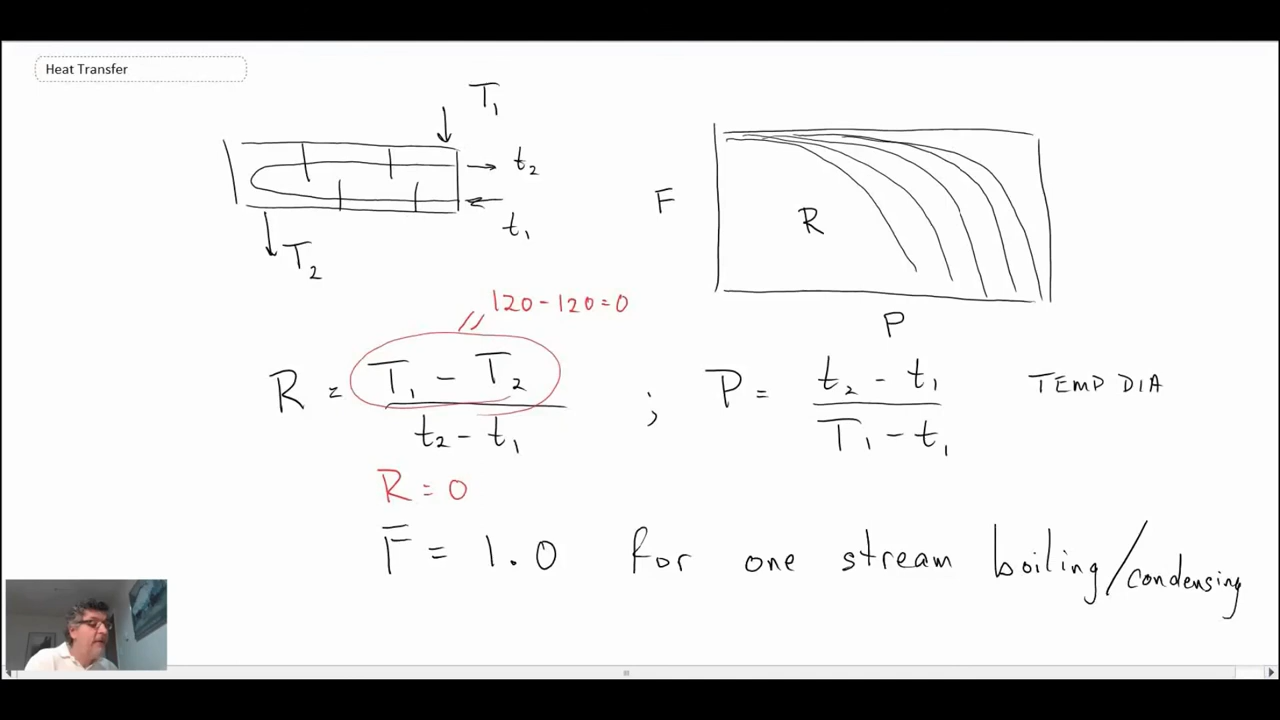 Heat Transfer
T₁
t₂
t₁
T₂
F
R
P
120 - 120 = 0
R = (T₁ - T₂) / (t₂ - t₁) ; P = (t₂ - t₁) / (T₁ - t₁) TEMP DIA
R = 0
F = 1.0 for one stream boiling/condensing